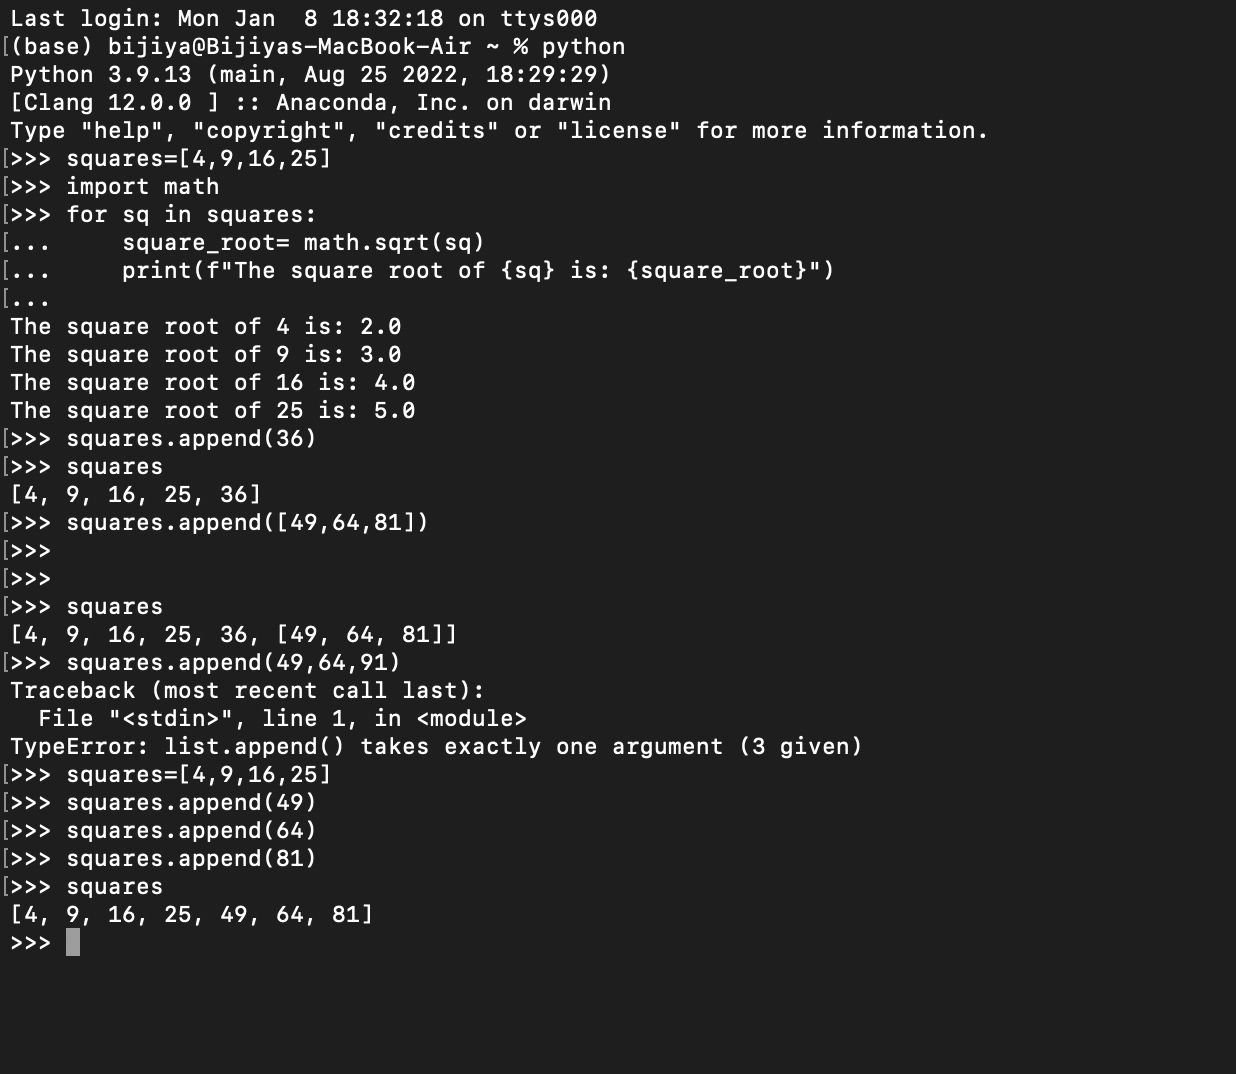 Last login: Mon Jan  8 18:32:18 on ttys000
[(base) bijiya@Bijiyas-MacBook-Air ~ % python
Python 3.9.13 (main, Aug 25 2022, 18:29:29)
[Clang 12.0.0 ] :: Anaconda, Inc. on darwin
Type "help", "copyright", "credits" or "license" for more information.
[>>> squares=[4,9,16,25]
[>>> import math
[>>> for sq in squares:
[...     square_root= math.sqrt(sq)
[...     print(f"The square root of {sq} is: {square_root}")
[...
The square root of 4 is: 2.0
The square root of 9 is: 3.0
The square root of 16 is: 4.0
The square root of 25 is: 5.0
[>>> squares.append(36)
[>>> squares
[4, 9, 16, 25, 36]
[>>> squares.append([49,64,81])
[>>>
[>>>
[>>> squares
[4, 9, 16, 25, 36, [49, 64, 81]]
[>>> squares.append(49,64,91)
Traceback (most recent call last):
  File "<stdin>", line 1, in <module>
TypeError: list.append() takes exactly one argument (3 given)
[>>> squares=[4,9,16,25]
[>>> squares.append(49)
[>>> squares.append(64)
[>>> squares.append(81)
[>>> squares
[4, 9, 16, 25, 49, 64, 81]
>>>